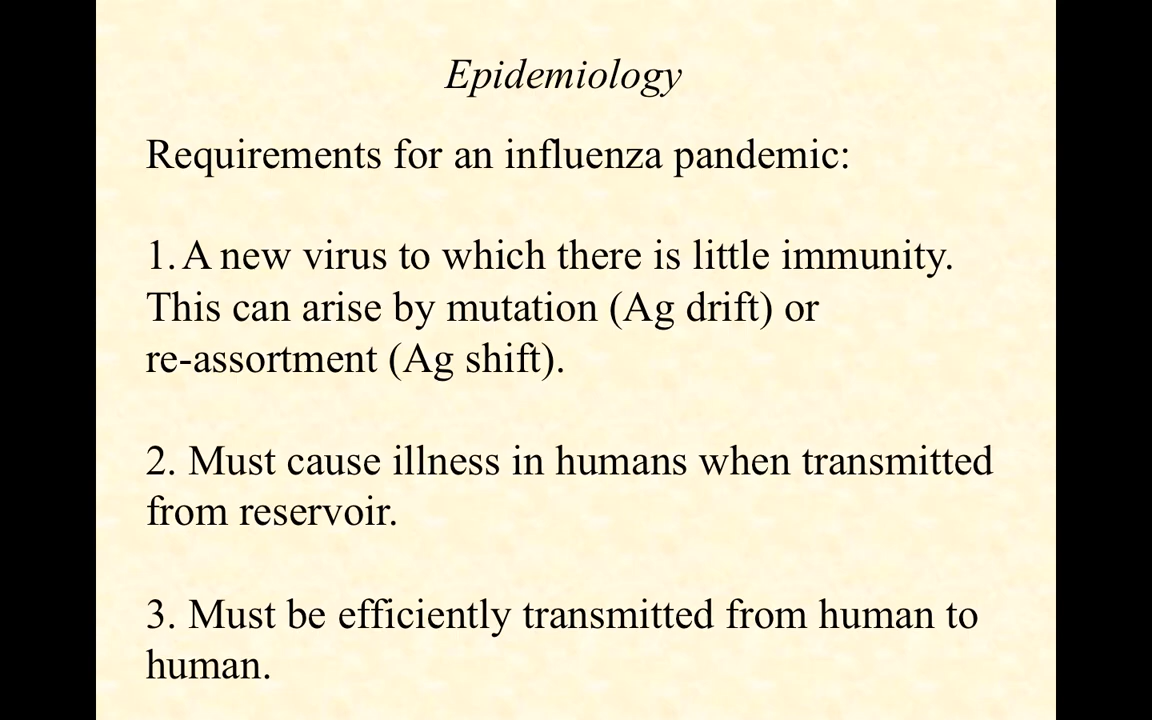 Epidemiology
Requirements for an influenza pandemic:
1. A new virus to which there is little immunity.
This can arise by mutation (Ag drift) or
re-assortment (Ag shift).
2. Must cause illness in humans when transmitted
from reservoir.
3. Must be efficiently transmitted from human to
human.